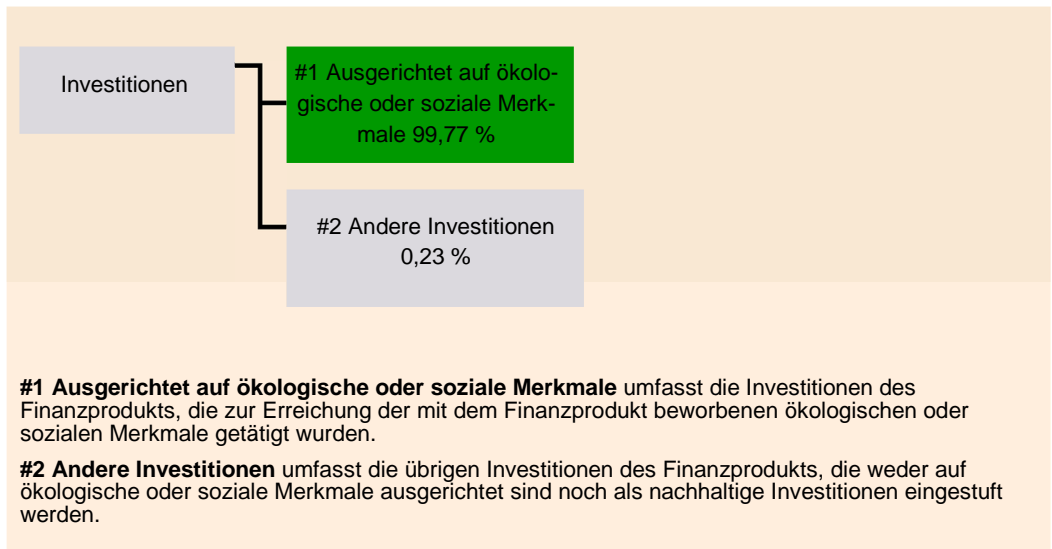 Investitionen
#1 Ausgerichtet auf ökolo-
gische oder soziale Merk-
male 99,77 %
#2 Andere Investitionen
0,23 %
#1 Ausgerichtet auf ökologische oder soziale Merkmale umfasst die Investitionen des
Finanzprodukts, die zur Erreichung der mit dem Finanzprodukt beworbenen ökologischen oder
sozialen Merkmale getätigt wurden.
#2 Andere Investitionen umfasst die übrigen Investitionen des Finanzprodukts, die weder auf
ökologische oder soziale Merkmale ausgerichtet sind noch als nachhaltige Investitionen eingestuft
werden.